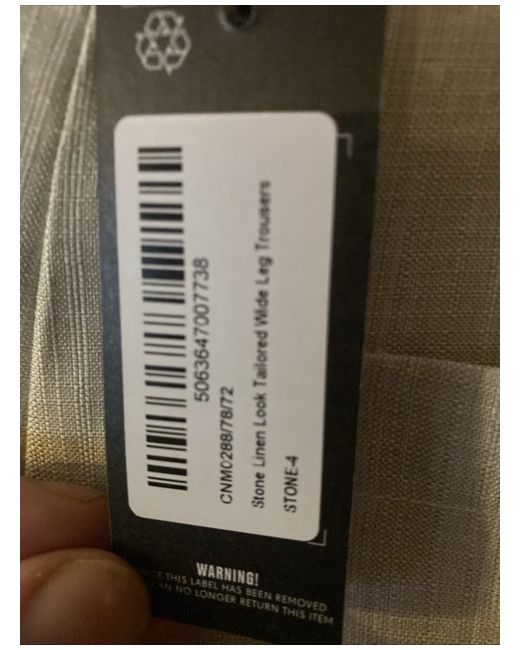 5063647007738
CNM0288/78/72
Stone Linen Look Tailored Wide Leg Trousers
STONE-4
WARNING!
THIS LABEL HAS BEEN REMOVED
NO LONGER RETURN THIS ITEM